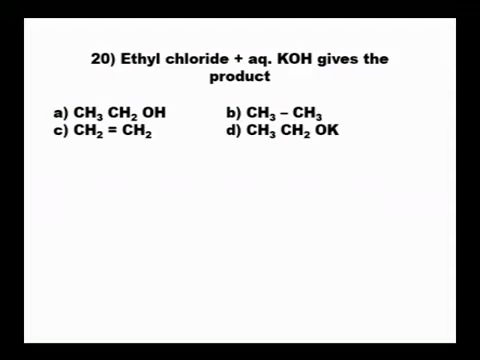 20) Ethyl chloride + aq. KOH gives the
product
a) CH₃ CH₂ OH b) CH₃ – CH₃
c) CH₂ = CH₂ d) CH₃ CH₂ OK